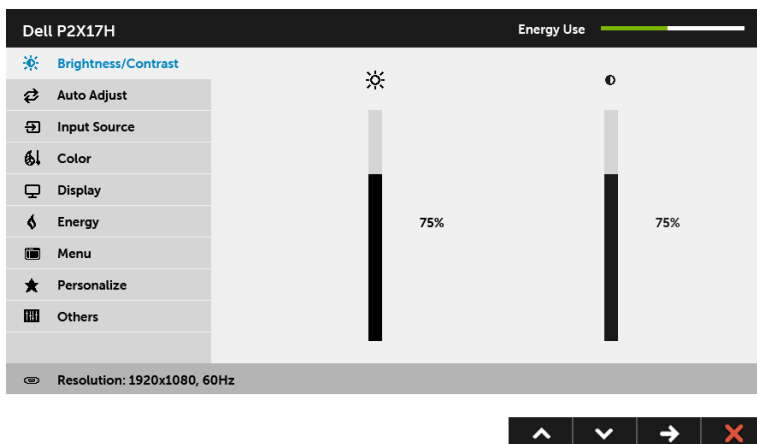 Dell P2X17H Energy Use
Brightness/Contrast
Auto Adjust
Input Source
Color
Display
Energy
75% 75%
Menu
Personalize
Others
Resolution: 1920x1080, 60Hz